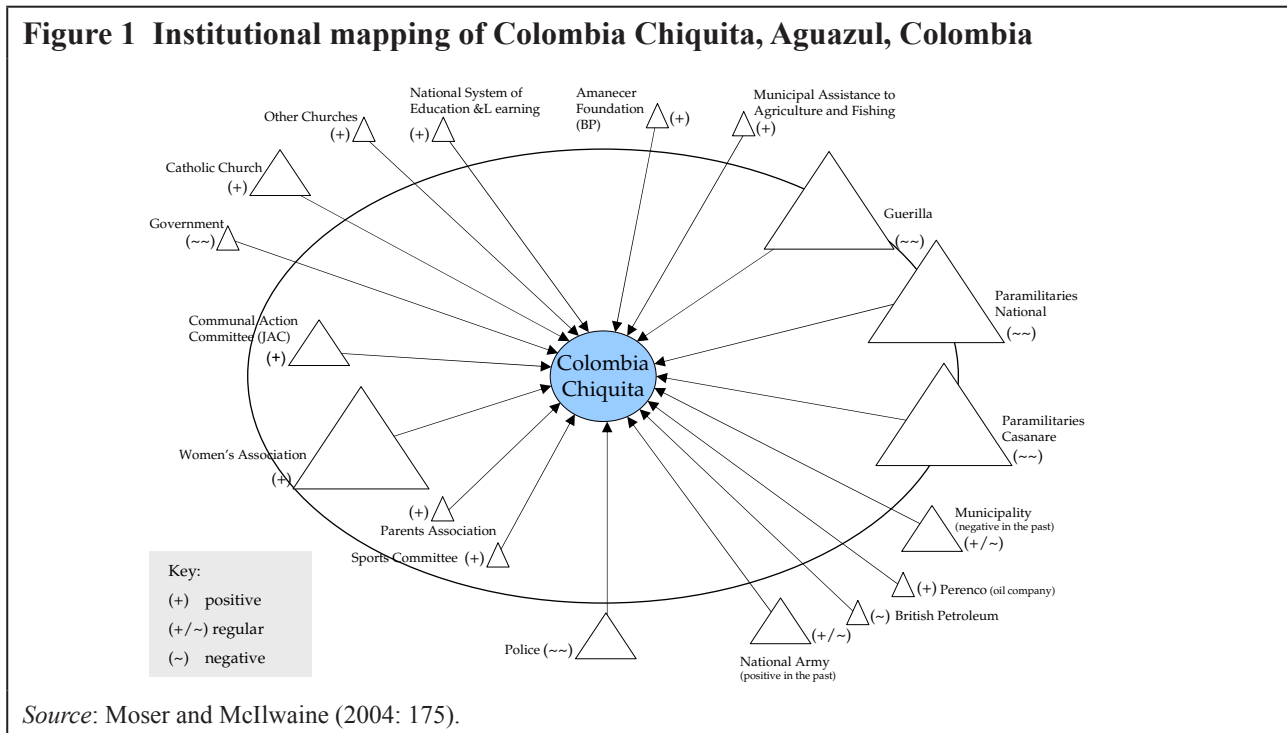 Figure 1  Institutional mapping of Colombia Chiquita, Aguazul, Colombia
National System of
Education &L earning
(+)
Amanecer
Foundation
(BP)
(+)
Municipal Assistance to
Agriculture and Fishing
(+)
Other Churches
(+)
Catholic Church
(+)
Government
(~~)
Guerilla
(~~)
Paramilitaries
National
(~~)
Communal Action
Committee (JAC)
(+)
Colombia
Chiquita
Paramilitaries
Casanare
(~~)
Women's Association
(+)
(+)
Parents Association
Sports Committee (+)
Municipality
(negative in the past)
(+/~)
(+) Perenco (oil company)
(~) British Petroleum
Police (~~)
(+/~)
National Army
(positive in the past)
Key:
(+) positive
(+/~) regular
(~) negative
Source: Moser and McIlwaine (2004: 175).